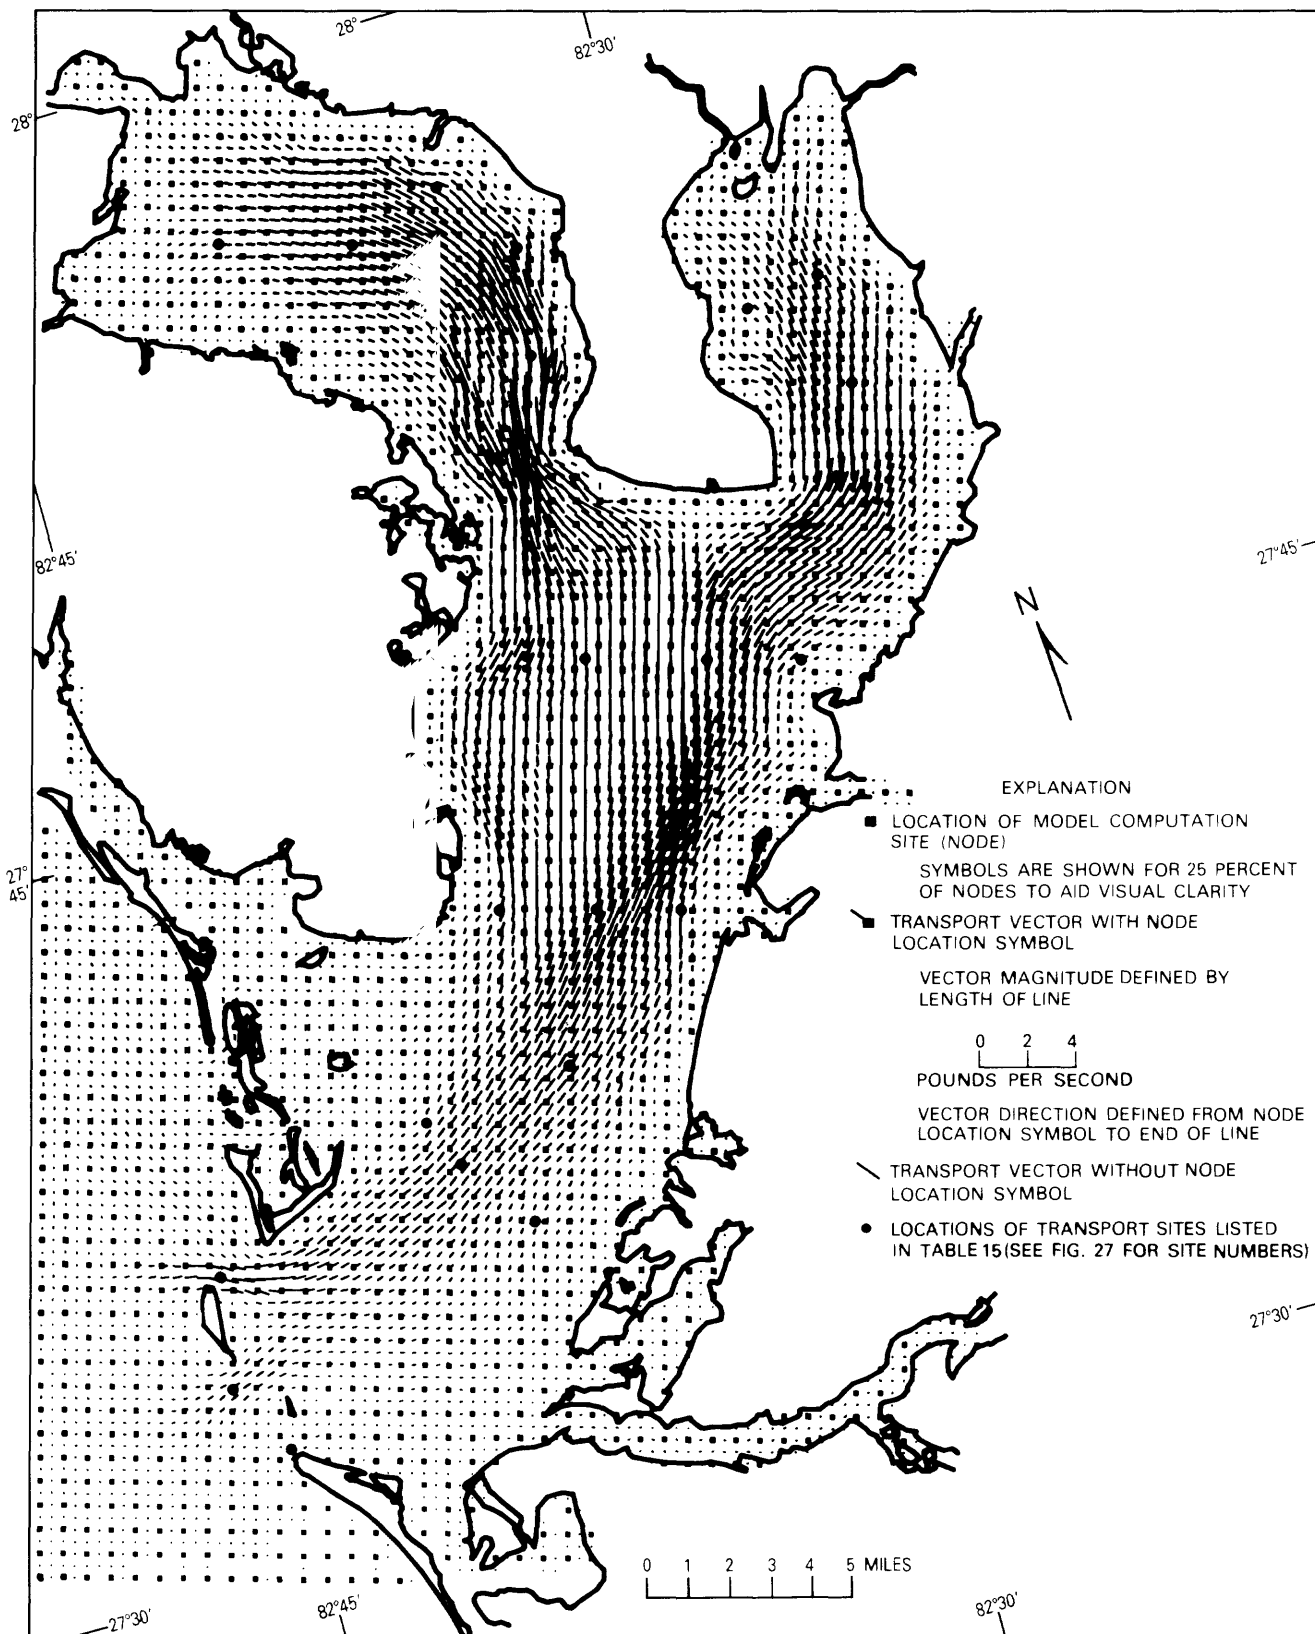 28°
82°30'
28°
82°45'
27°45'
N
27°
45'
EXPLANATION
LOCATION OF MODEL COMPUTATION
SITE (NODE)
SYMBOLS ARE SHOWN FOR 25 PERCENT
OF NODES TO AID VISUAL CLARITY
TRANSPORT VECTOR WITH NODE
LOCATION SYMBOL
VECTOR MAGNITUDE DEFINED BY
LENGTH OF LINE
0 2 4
POUNDS PER SECOND
VECTOR DIRECTION DEFINED FROM NODE
LOCATION SYMBOL TO END OF LINE
TRANSPORT VECTOR WITHOUT NODE
LOCATION SYMBOL
LOCATIONS OF TRANSPORT SITES LISTED
IN TABLE 15 (SEE FIG. 27 FOR SITE NUMBERS)
27°30'
0 1 2 3 4 5 MILES
27°30'
82°45'
82°30'